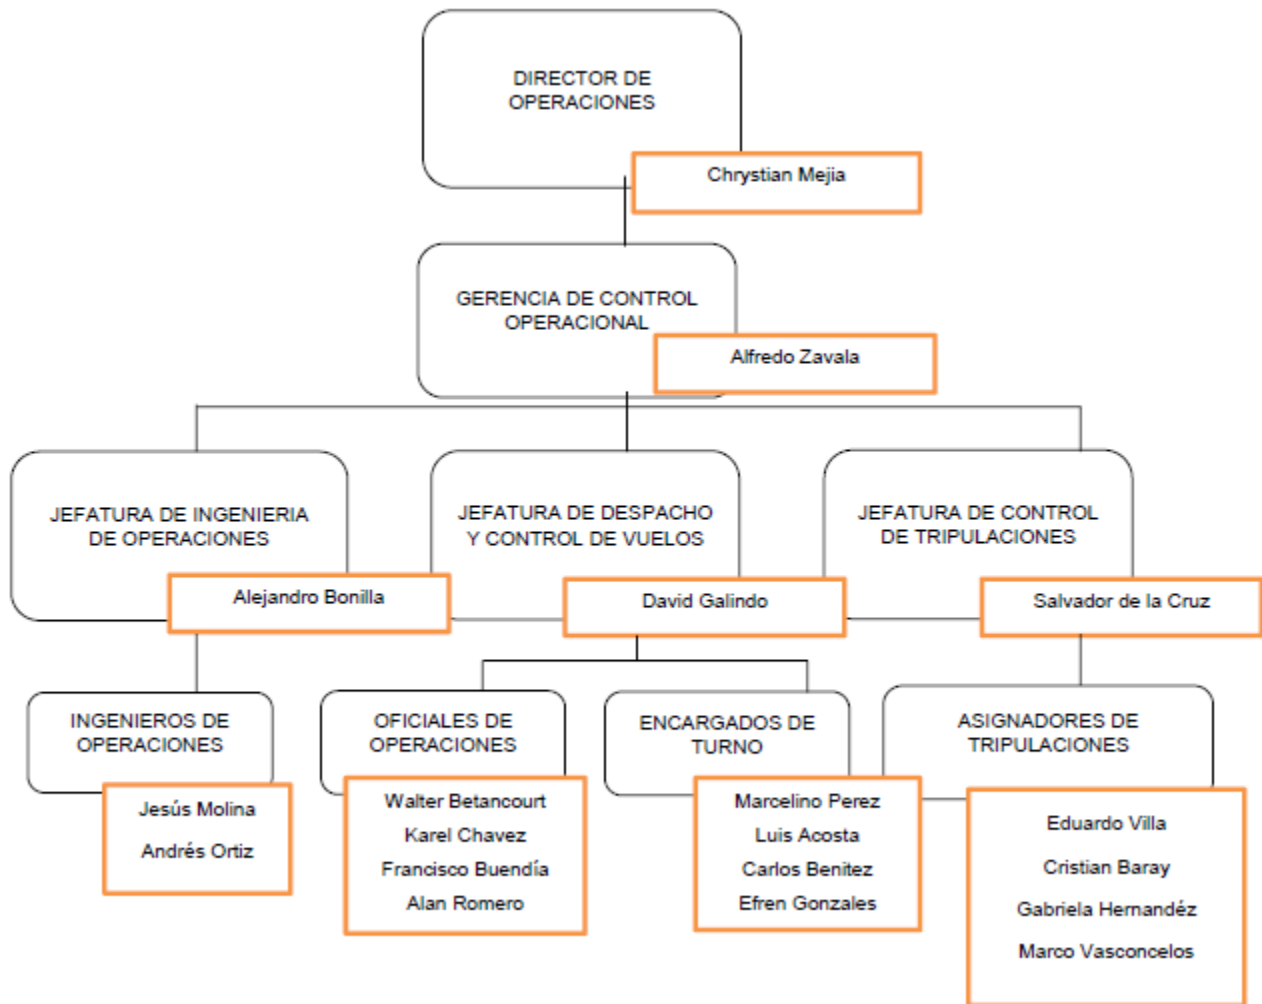 DIRECTOR DE
OPERACIONES
Chrystian Mejia
GERENCIA DE CONTROL
OPERACIONAL
Alfredo Zavala
JEFATURA DE INGENIERIA
DE OPERACIONES
Alejandro Bonilla
JEFATURA DE DESPACHO
Y CONTROL DE VUELOS
David Galindo
JEFATURA DE CONTROL
DE TRIPULACIONES
Salvador de la Cruz
INGENIEROS DE
OPERACIONES
Jesús Molina
Andrés Ortiz
OFICIALES DE
OPERACIONES
Walter Betancourt
Karel Chavez
Francisco Buendía
Alan Romero
ENCARGADOS DE
TURNO
Marcelino Perez
Luis Acosta
Carlos Benitez
Efren Gonzales
ASIGNADORES DE
TRIPULACIONES
Eduardo Villa
Cristian Baray
Gabriela Hernandéz
Marco Vasconcelos